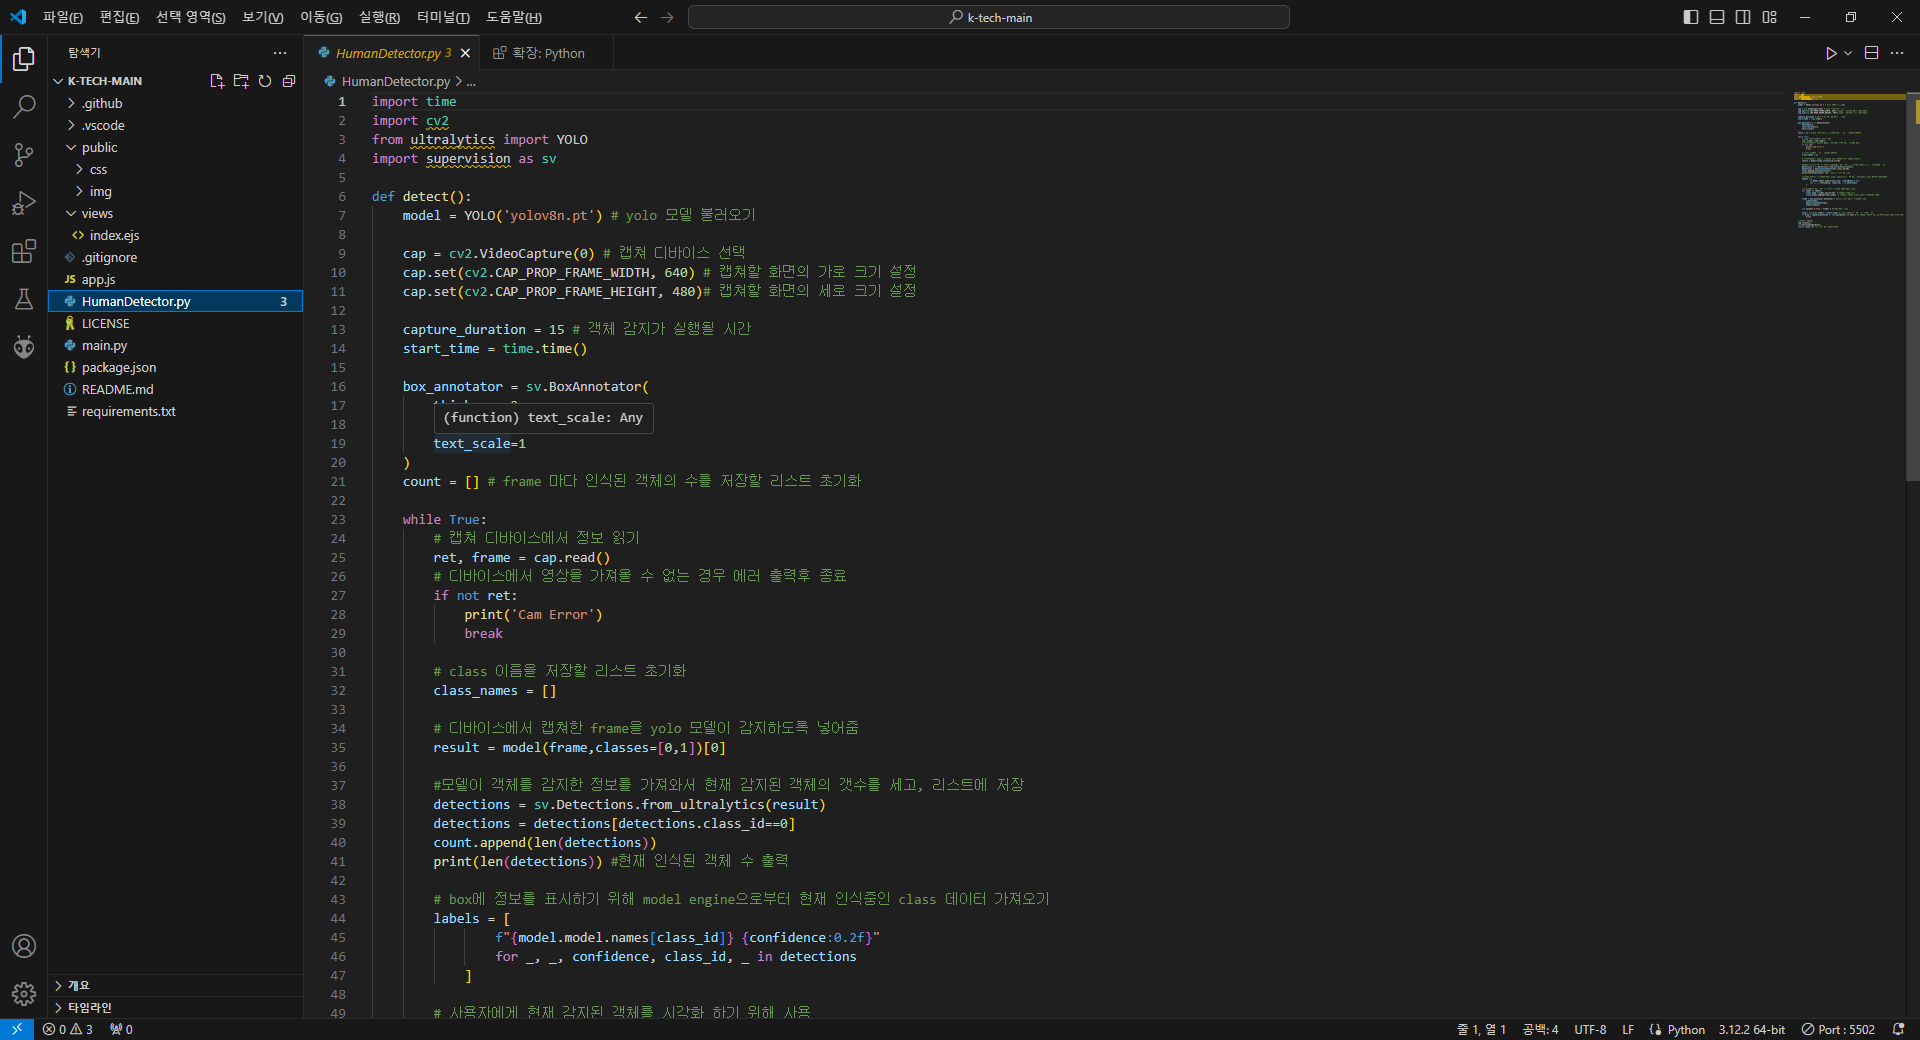 파일(F) 편집(E) 선택 영역(S) 보기(V) 이동(G) 실행(R) 터미널(T) 도움말(H)
k-tech-main
탐색기
K-TECH-MAIN
.github
.vscode
public
css
img
views
index.ejs
.gitignore
JS app.js
HumanDetector.py 3
LICENSE
main.py
package.json
README.md
requirements.txt
개요
타임라인
HumanDetector.py 3
확장: Python
HumanDetector.py > ...
1 import time
2 import cv2
3 from ultralytics import YOLO
4 import supervision as sv
5
6 def detect():
7 model = YOLO('yolov8n.pt') # yolo 모델 불러오기
8
9 cap = cv2.VideoCapture(0) # 캡쳐 디바이스 선택
10 cap.set(cv2.CAP_PROP_FRAME_WIDTH, 640) # 캡쳐할 화면의 가로 크기 설정
11 cap.set(cv2.CAP_PROP_FRAME_HEIGHT, 480)# 캡쳐할 화면의 세로 크기 설정
12
13 capture_duration = 15 # 객체 감지가 실행될 시간
14 start_time = time.time()
15
16 box_annotator = sv.BoxAnnotator(
17
(function) text_scale: Any
18
19 text_scale=1
20 )
21 count = [] # frame 마다 인식된 객체의 수를 저장할 리스트 초기화
22
23 while True:
24 # 캡쳐 디바이스에서 정보 읽기
25 ret, frame = cap.read()
26 # 디바이스에서 영상을 가져올 수 없는 경우 에러 출력후 종료
27 if not ret:
28 print('Cam Error')
29 break
30
31 # class 이름을 저장할 리스트 초기화
32 class_names = []
33
34 # 디바이스에서 캡쳐한 frame을 yolo 모델이 감지하도록 넣어줌
35 result = model(frame,classes=[0,1])[0]
36
37 #모델이 객체를 감지한 정보를 가져와서 현재 감지된 객체의 갯수를 세고, 리스트에 저장
38 detections = sv.Detections.from_ultralytics(result)
39 detections = detections[detections.class_id==0]
40 count.append(len(detections))
41 print(len(detections)) #현재 인식된 객체 수 출력
42
43 # box에 정보를 표시하기 위해 model engine으로부터 현재 인식중인 class 데이터 가져오기
44 labels = [
45 f"{model.model.names[class_id]} {confidence:0.2f}"
46 for _, _, confidence, class_id, _ in detections
47 ]
48
49 # 사용자에게 현재 감지된 객체를 시각화 하기 위해 사용
0 3 0
줄 1, 열 1 공백: 4 UTF-8 LF Python 3.12.2 64-bit Port : 5502